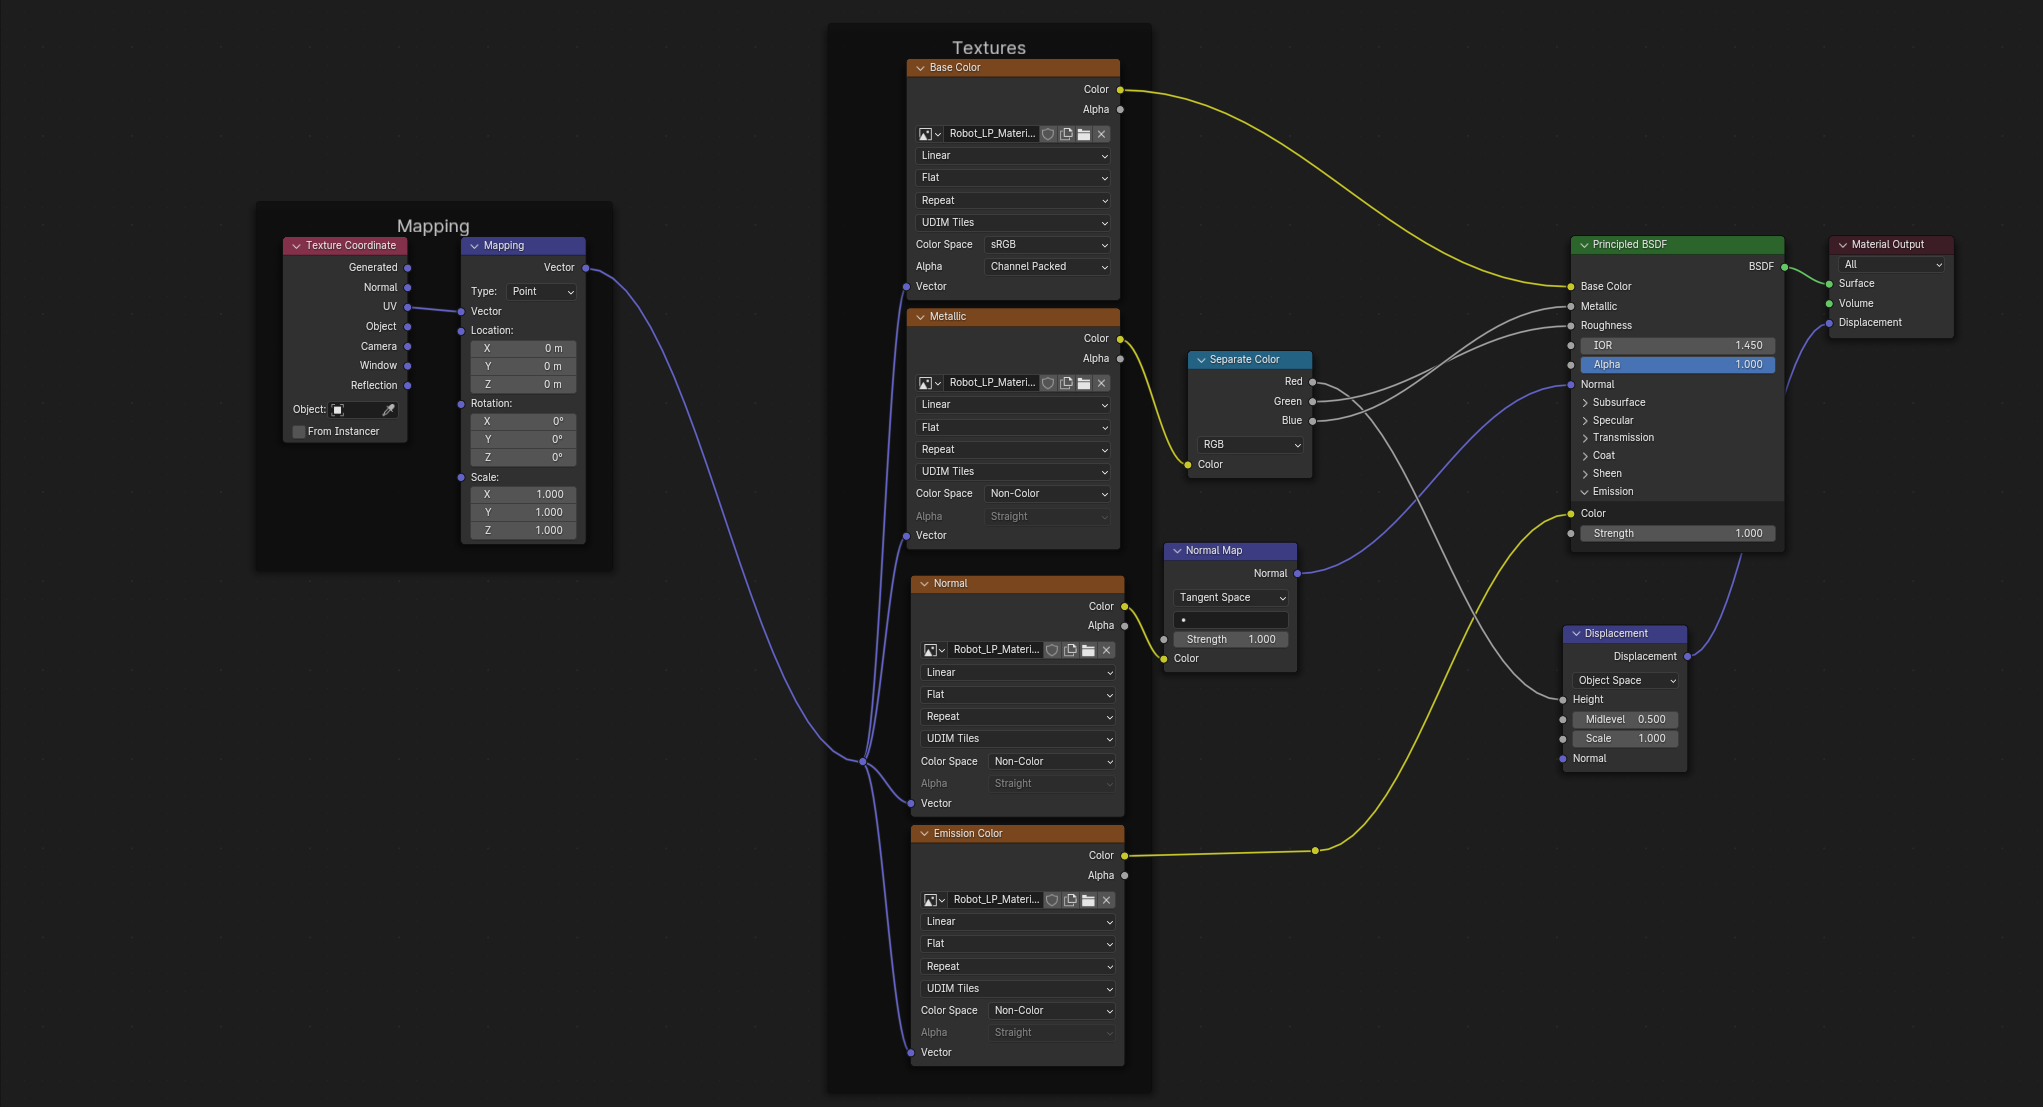 Mapping
Texture Coordinate
Generated
Normal
UV
Object
Camera
Window
Reflection
Object:
From Instancer
Mapping
Vector
Type: Point
Vector
Location:
X 0 m
Y 0 m
Z 0 m
Rotation:
X 0°
Y 0°
Z 0°
Scale:
X 1.000
Y 1.000
Z 1.000
Textures
Base Color
Color
Alpha
Robot_LP_Materi...
Linear
Flat
Repeat
UDIM Tiles
Color Space sRGB
Alpha Channel Packed
Vector
Metallic
Color
Alpha
Robot_LP_Materi...
Linear
Flat
Repeat
UDIM Tiles
Color Space Non-Color
Alpha Straight
Vector
Normal
Color
Alpha
Robot_LP_Materi...
Linear
Flat
Repeat
UDIM Tiles
Color Space Non-Color
Alpha Straight
Vector
Emission Color
Color
Alpha
Robot_LP_Materi...
Linear
Flat
Repeat
UDIM Tiles
Color Space Non-Color
Alpha Straight
Vector
Separate Color
Red
Green
Blue
RGB
Color
Normal Map
Normal
Tangent Space
Strength 1.000
Color
Principled BSDF
BSDF
Base Color
Metallic
Roughness
IOR 1.450
Alpha 1.000
Normal
Subsurface
Specular
Transmission
Coat
Sheen
Emission
Color
Strength 1.000
Displacement
Displacement
Object Space
Height
Midlevel 0.500
Scale 1.000
Normal
Material Output
All
Surface
Volume
Displacement